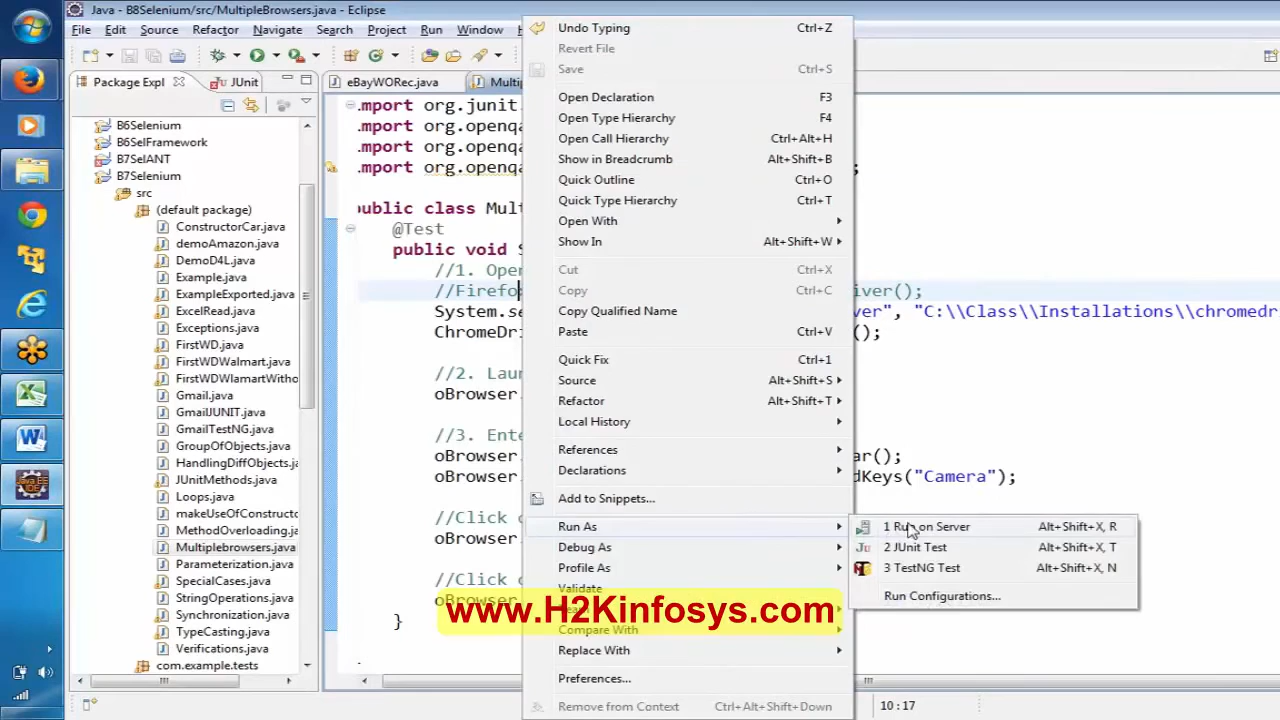 Java - B8Selenium/src/MultipleBrowsers.java - Eclipse
File Edit Source Refactor Navigate Search Project Run Window
Package Expl JUnit
B6Selenium
B6SelFramework
B7SelANT
B7Selenium
src
(default package)
ConstructorCar.java
demoAmazon.java
DemoD4L.java
Example.java
ExampleExported.java
ExcelRead.java
Exceptions.java
FirstWD.java
FirstWDWalmart.java
FirstWDWlamartWitho
Gmail.java
GmailJUNIT.java
GmailTestNG.java
GroupOfObjects.java
HandlingDiffObjects.ja
JUnitMethods.java
Loops.java
makeUseOfConstructo
MethodOverloading.java
Multiplebrowsers.java
Parameterization.java
SpecialCases.java
StringOperations.java
Synchronization.java
TypeCasting.java
Verifications.java
com.example.tests
eBayWORec.java Multip
mport org.junit.
mport org.openqa
mport org.openqa
mport org.openqa ;
public class Mult
@Test
public void S
//1. Open
//Firefo iver();
System.se ver", "C:\\Class\\Installations\\chromedri
ChromeDri ();
//2. Laun
oBrowser.
//3. Ente
oBrowser. ar();
oBrowser. dKeys("Camera");
//Click o
oBrowser.
//Click o
oBrowser.
}
Undo Typing Ctrl+Z
Revert File
Save Ctrl+S
Open Declaration F3
Open Type Hierarchy F4
Open Call Hierarchy Ctrl+Alt+H
Show in Breadcrumb Alt+Shift+B
Quick Outline Ctrl+O
Quick Type Hierarchy Ctrl+T
Open With
Show In Alt+Shift+W
Cut Ctrl+X
Copy Ctrl+C
Copy Qualified Name
Paste Ctrl+V
Quick Fix Ctrl+1
Source Alt+Shift+S
Refactor Alt+Shift+T
Local History
References
Declarations
Add to Snippets...
Run As
Debug As
Profile As
Validate
Compare With
Replace With
Preferences...
Remove from Context Ctrl+Alt+Shift+Down
1 Run on Server Alt+Shift+X, R
2 JUnit Test Alt+Shift+X, T
3 TestNG Test Alt+Shift+X, N
Run Configurations...
www.H2Kinfosys.com
10 : 17